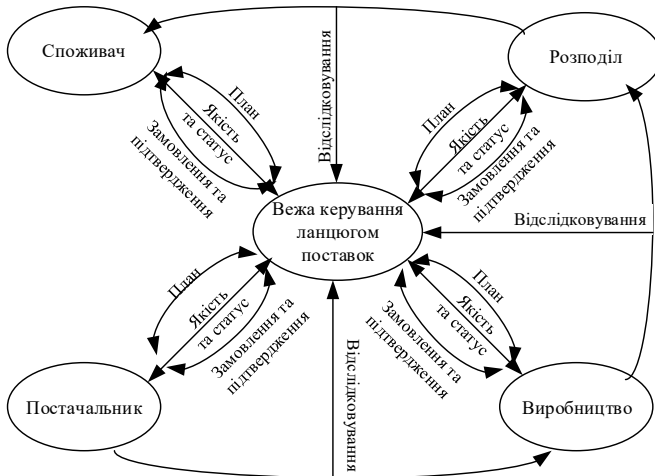 Споживач
Розподіл
План
Якість
та статус
Замовлення та
підтвердження
Відслідковування
План
Якість
та статус
Замовлення та
підтвердження
Вежа керування
ланцюгом
поставок
Відслідковування
План
Якість
та статус
Замовлення та
підтвердження
План
Якість
та статус
Замовлення та
підтвердження
Відслідковування
Постачальник
Виробництво